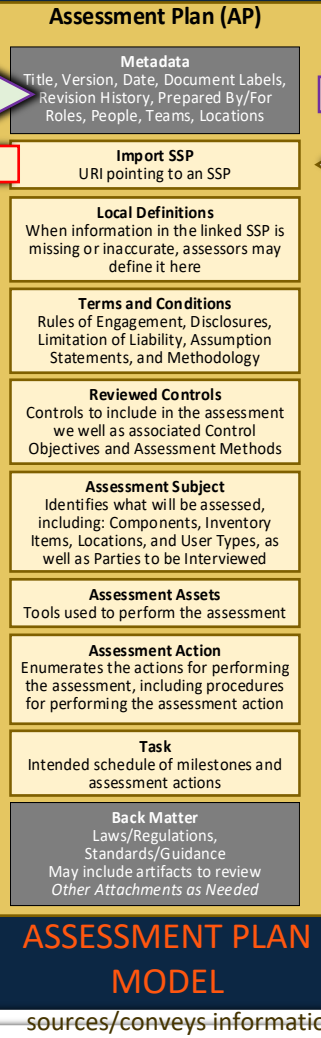 Assessment Plan (AP)
Metadata
Title, Version, Date, Document Labels,
Revision History, Prepared By/For
Roles, People, Teams, Locations
Import SSP
URI pointing to an SSP
Local Definitions
When information in the linked SSP is
missing or inaccurate, assessors may
define it here
Terms and Conditions
Rules of Engagement, Disclosures,
Limitation of Liability, Assumption
Statements, and Methodology
Reviewed Controls
Controls to include in the assessment
we well as associated Control
Objectives and Assessment Methods
Assessment Subject
Identifies what will be assessed,
including: Components, Inventory
Items, Locations, and User Types, as
well as Parties to be Interviewed
Assessment Assets
Tools used to perform the assessment
Assessment Action
Enumerates the actions for performing
the assessment, including procedures
for performing the assessment action
Task
Intended schedule of milestones and
assessment actions
Back Matter
Laws/Regulations,
Standards/Guidance
May include artifacts to review
Other Attachments as Needed
ASSESSMENT PLAN
MODEL
sources/conveys informatio